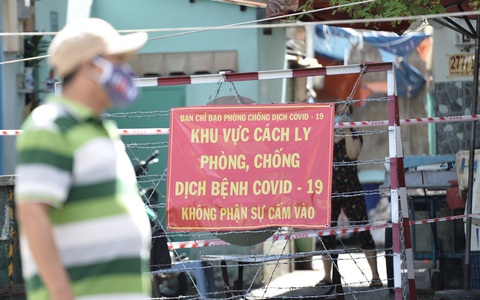 BAN CHỈ ĐẠO PHÒNG CHỐNG DỊCH COVID - 19
KHU VỰC CÁCH LY
PHÒNG, CHỐNG
DỊCH BỆNH COVID - 19
KHÔNG PHẬN SỰ CẤM VÀO